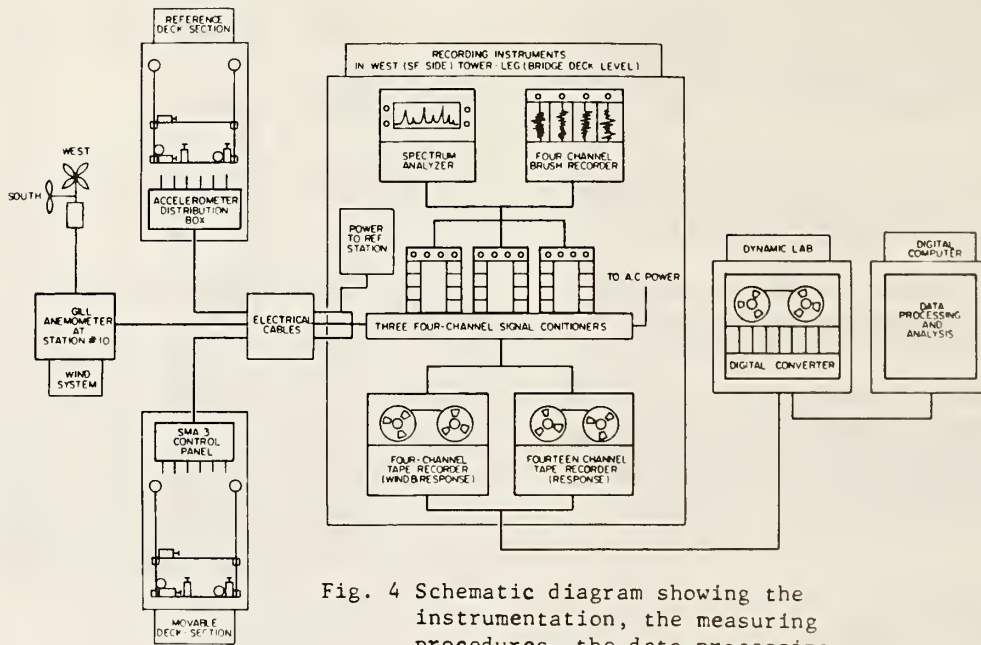 REFERENCE
DECK SECTION
WEST
SOUTH
ACCELEROMETER
DISTRIBUTION
BOX
GILL
ANEMOMETER
AT
STATION #10
WIND
SYSTEM
SMA 3
CONTROL
PANEL
MOVABLE
DECK-SECTION
ELECTRICAL
CABLES
POWER
TO REF
STATION
RECORDING INSTRUMENTS
IN WEST (SF SIDE) TOWER-LEG (BRIDGE DECK LEVEL)
SPECTRUM
ANALYZER
FOUR CHANNEL
BRUSH RECORDER
TO A.C POWER
THREE FOUR-CHANNEL SIGNAL CONITIONERS
FOUR-CHANNEL
TAPE RECORDER
(WIND & RESPONSE)
FOURTEEN CHANNEL
TAPE RECORDER
(RESPONSE)
DYNAMIC LAB
DIGITAL CONVERTER
DIGITAL
COMPUTER
DATA
PROCESSING
AND
ANALYSIS
Fig. 4 Schematic diagram showing the
instrumentation, the measuring
procedures, the data processing